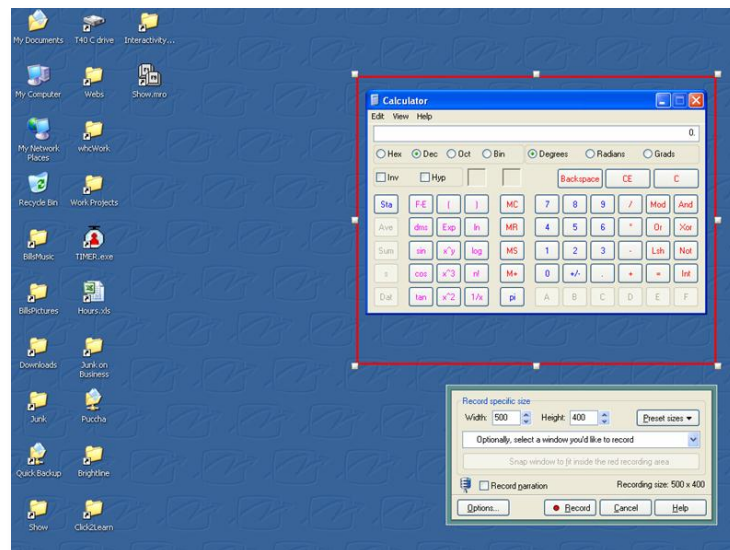 My Documents
T40 C drive
Interactivity...
My Computer
Webs
Show.mro
My Network
Places
whcWork
Recycle Bin
Work Projects
BillsMusic
TIMER.exe
BillsPictures
Hours.xls
Downloads
Junk on
Business
Junk
Puccha
Quick Backup
Brightline
Show
Click2Learn
Calculator
Edit View Help
0.
Hex Dec Oct Bin Degrees Radians Grads
Inv Hyp Backspace CE C
Sta F-E ( ) MC 7 8 9 / Mod And
Ave dms Exp ln MR 4 5 6 * Or Xor
Sum sin x^y log MS 1 2 3 - Lsh Not
s cos x^3 n! M+ 0 +/- . + = Int
Dat tan x^2 1/x pi A B C D E F
Record specific size
Width: 500 Height: 400 Preset sizes
Optionally, select a window you'd like to record
Snap window to fit inside the red recording area
Record narration Recording size: 500 x 400
Options... Record Cancel Help